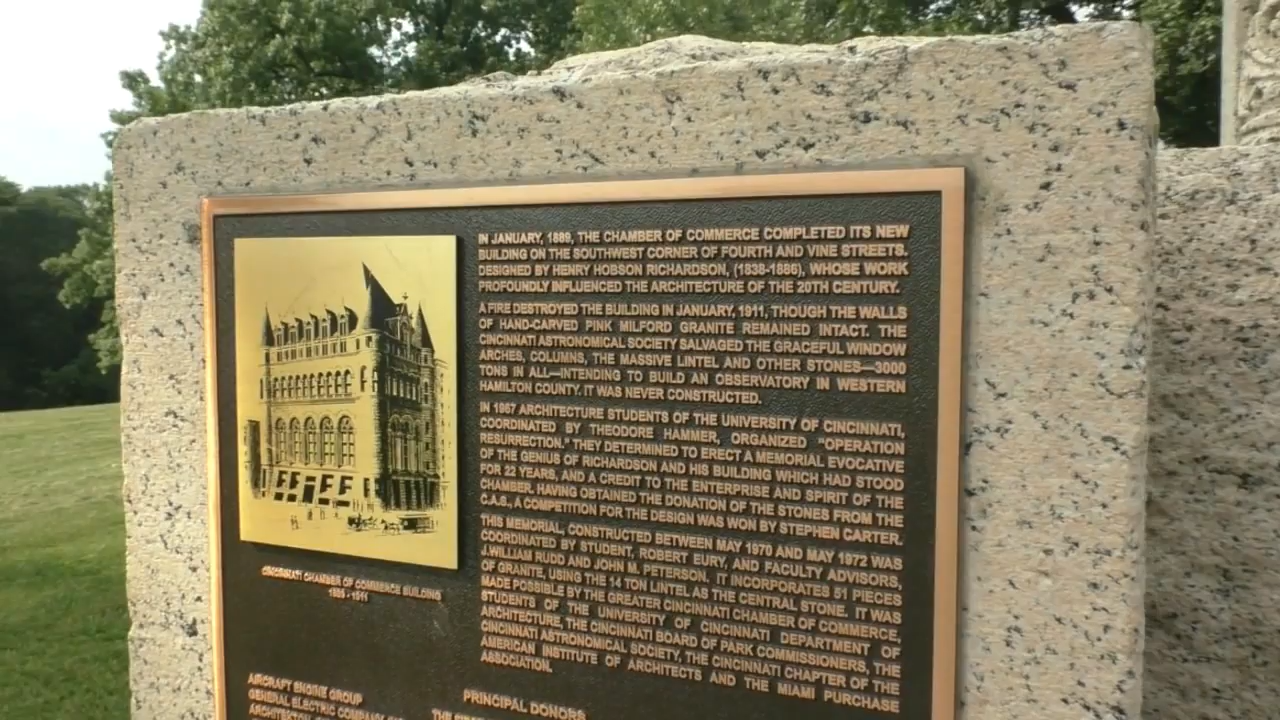 IN JANUARY, 1889, THE CHAMBER OF COMMERCE COMPLETED ITS NEW
BUILDING ON THE SOUTHWEST CORNER OF FOURTH AND VINE STREETS.
DESIGNED BY HENRY HOBSON RICHARDSON, (1838-1886), WHOSE WORK
PROFOUNDLY INFLUENCED THE ARCHITECTURE OF THE 20TH CENTURY.
A FIRE DESTROYED THE BUILDING IN JANUARY, 1911, THOUGH THE WALLS
OF HAND-CARVED PINK MILFORD GRANITE REMAINED INTACT. THE
CINCINNATI ASTRONOMICAL SOCIETY SALVAGED THE GRACEFUL WINDOW
ARCHES, COLUMNS, THE MASSIVE LINTEL AND OTHER STONES—3000
TONS IN ALL—INTENDING TO BUILD AN OBSERVATORY IN WESTERN
HAMILTON COUNTY. IT WAS NEVER CONSTRUCTED.
IN 1967 ARCHITECTURE STUDENTS OF THE UNIVERSITY OF CINCINNATI,
COORDINATED BY THEODORE HAMMER, ORGANIZED "OPERATION
RESURRECTION." THEY DETERMINED TO ERECT A MEMORIAL EVOCATIVE
OF THE GENIUS OF RICHARDSON AND HIS BUILDING WHICH HAD STOOD
FOR 22 YEARS, AND A CREDIT TO THE ENTERPRISE AND SPIRIT OF THE
CHAMBER. HAVING OBTAINED THE DONATION OF THE STONES FROM THE
C.A.S., A COMPETITION FOR THE DESIGN WAS WON BY STEPHEN CARTER.
THIS MEMORIAL, CONSTRUCTED BETWEEN MAY 1970 AND MAY 1972 WAS
COORDINATED BY STUDENT, ROBERT EURY, AND FACULTY ADVISORS,
J.WILLIAM RUDD AND JOHN M. PETERSON. IT INCORPORATES 51 PIECES
OF GRANITE, USING THE 14 TON LINTEL AS THE CENTRAL STONE. IT WAS
MADE POSSIBLE BY THE GREATER CINCINNATI CHAMBER OF COMMERCE,
STUDENTS OF THE UNIVERSITY OF CINCINNATI DEPARTMENT OF
ARCHITECTURE, THE CINCINNATI BOARD OF PARK COMMISSIONERS, THE
CINCINNATI ASTRONOMICAL SOCIETY, THE CINCINNATI CHAPTER OF THE
AMERICAN INSTITUTE OF ARCHITECTS AND THE MIAMI PURCHASE
ASSOCIATION.
CINCINNATI CHAMBER OF COMMERCE BUILDING
1889 - 1911
PRINCIPAL DONORS
AIRCRAFT ENGINE GROUP
GENERAL ELECTRIC COMPANY